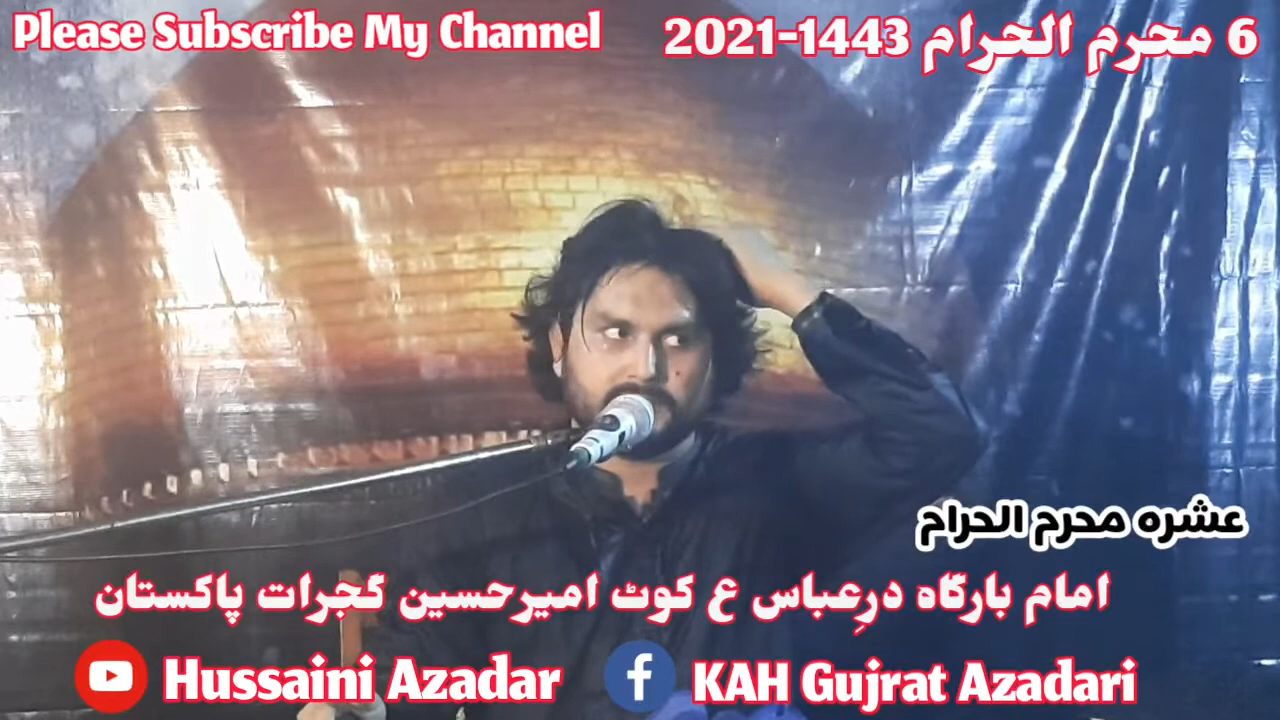 Please Subscribe My Channel
6 محرم الحرام 1443-2021
عشرہ محرم الحرام
امام بارگاہ درِعباس ع کوٹ امیرحسین گجرات پاکستان
Hussaini Azadar
KAH Gujrat Azadari